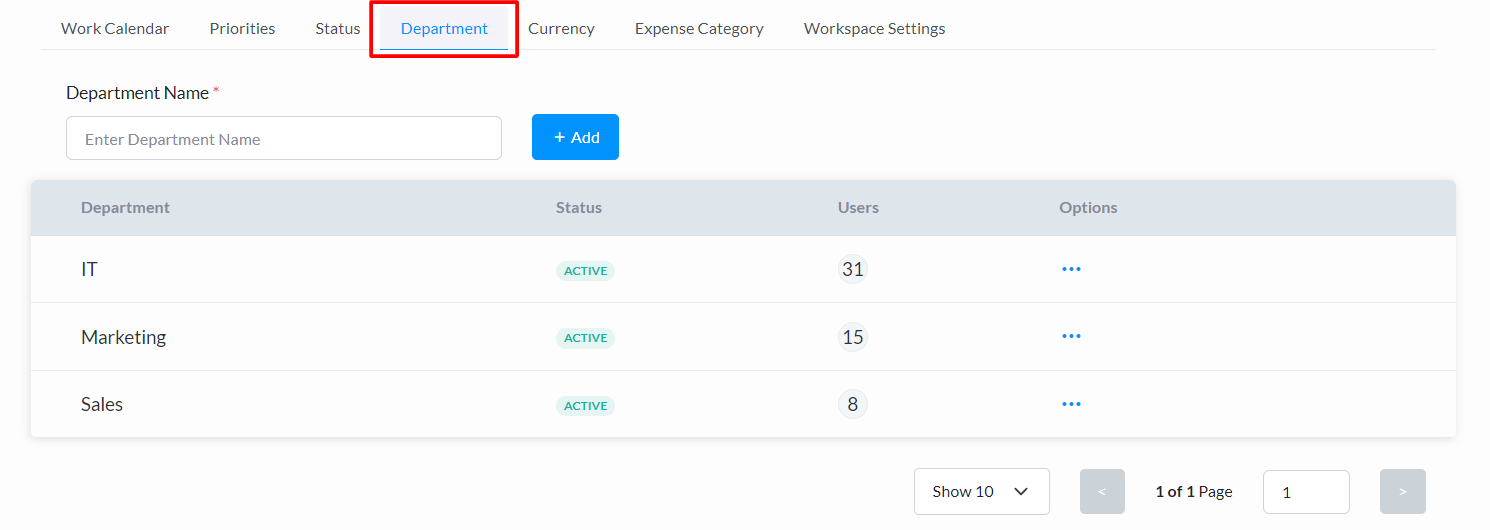 Work Calendar Priorities Status Department Currency Expense Category Workspace Settings
Department Name *
Enter Department Name + Add
Department Status Users Options
IT ACTIVE 31 •••
Marketing ACTIVE 15 •••
Sales ACTIVE 8 •••
Show 10 < 1 of 1 Page 1 >